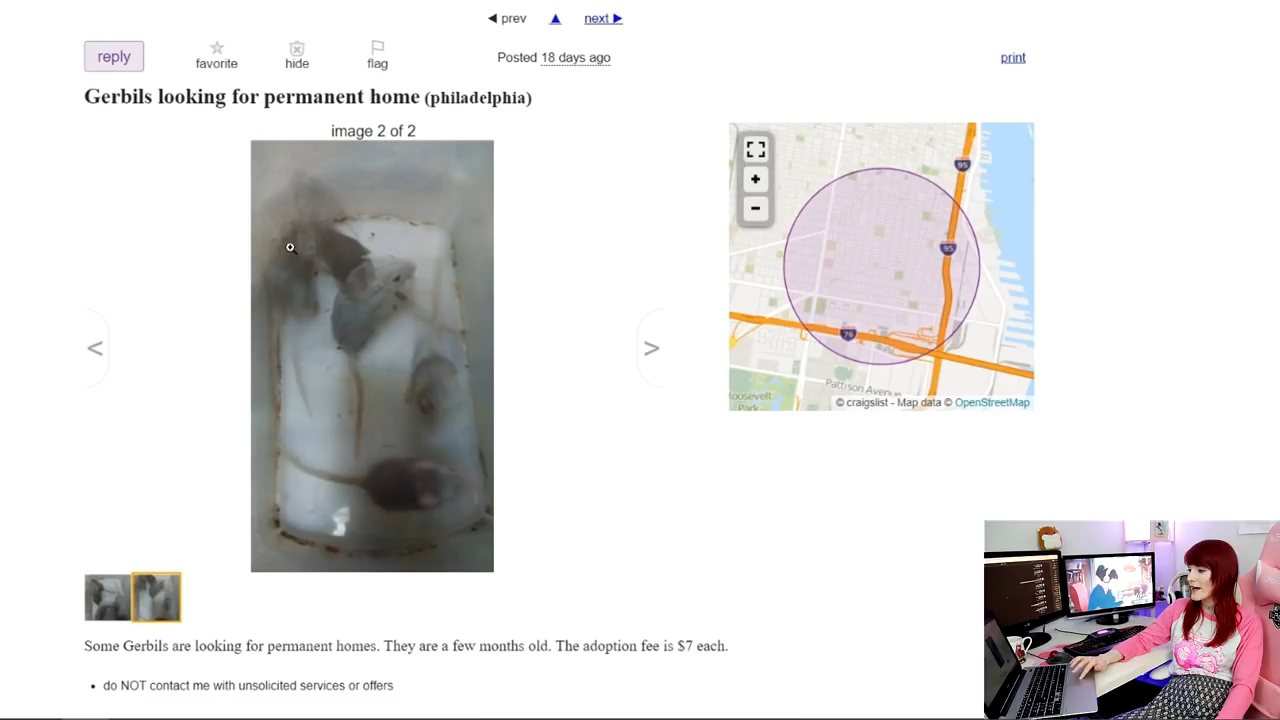 ◀ prev ▲ next ▶
reply favorite hide flag Posted 18 days ago print
Gerbils looking for permanent home (philadelphia)
image 2 of 2
+
-
95
95
76
Pattison Avenue
Roosevelt
Park
© craigslist - Map data © OpenStreetMap
< >
Some Gerbils are looking for permanent homes. They are a few months old. The adoption fee is $7 each.
• do NOT contact me with unsolicited services or offers